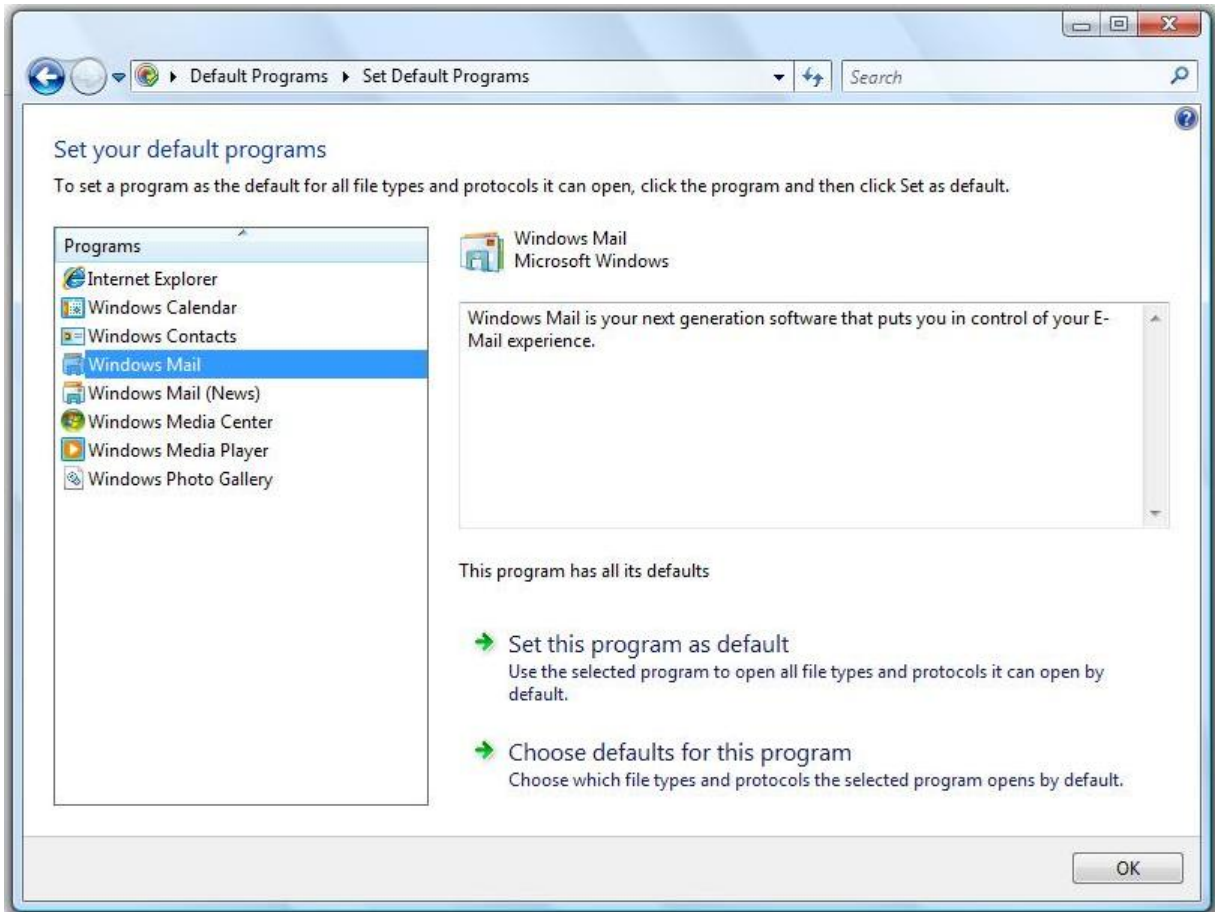 Default Programs ▸ Set Default Programs
Search
Set your default programs
To set a program as the default for all file types and protocols it can open, click the program and then click Set as default.
Programs
Internet Explorer
Windows Calendar
Windows Contacts
Windows Mail
Windows Mail (News)
Windows Media Center
Windows Media Player
Windows Photo Gallery
Windows Mail
Microsoft Windows
Windows Mail is your next generation software that puts you in control of your E-
Mail experience.
This program has all its defaults
Set this program as default
Use the selected program to open all file types and protocols it can open by
default.
Choose defaults for this program
Choose which file types and protocols the selected program opens by default.
OK